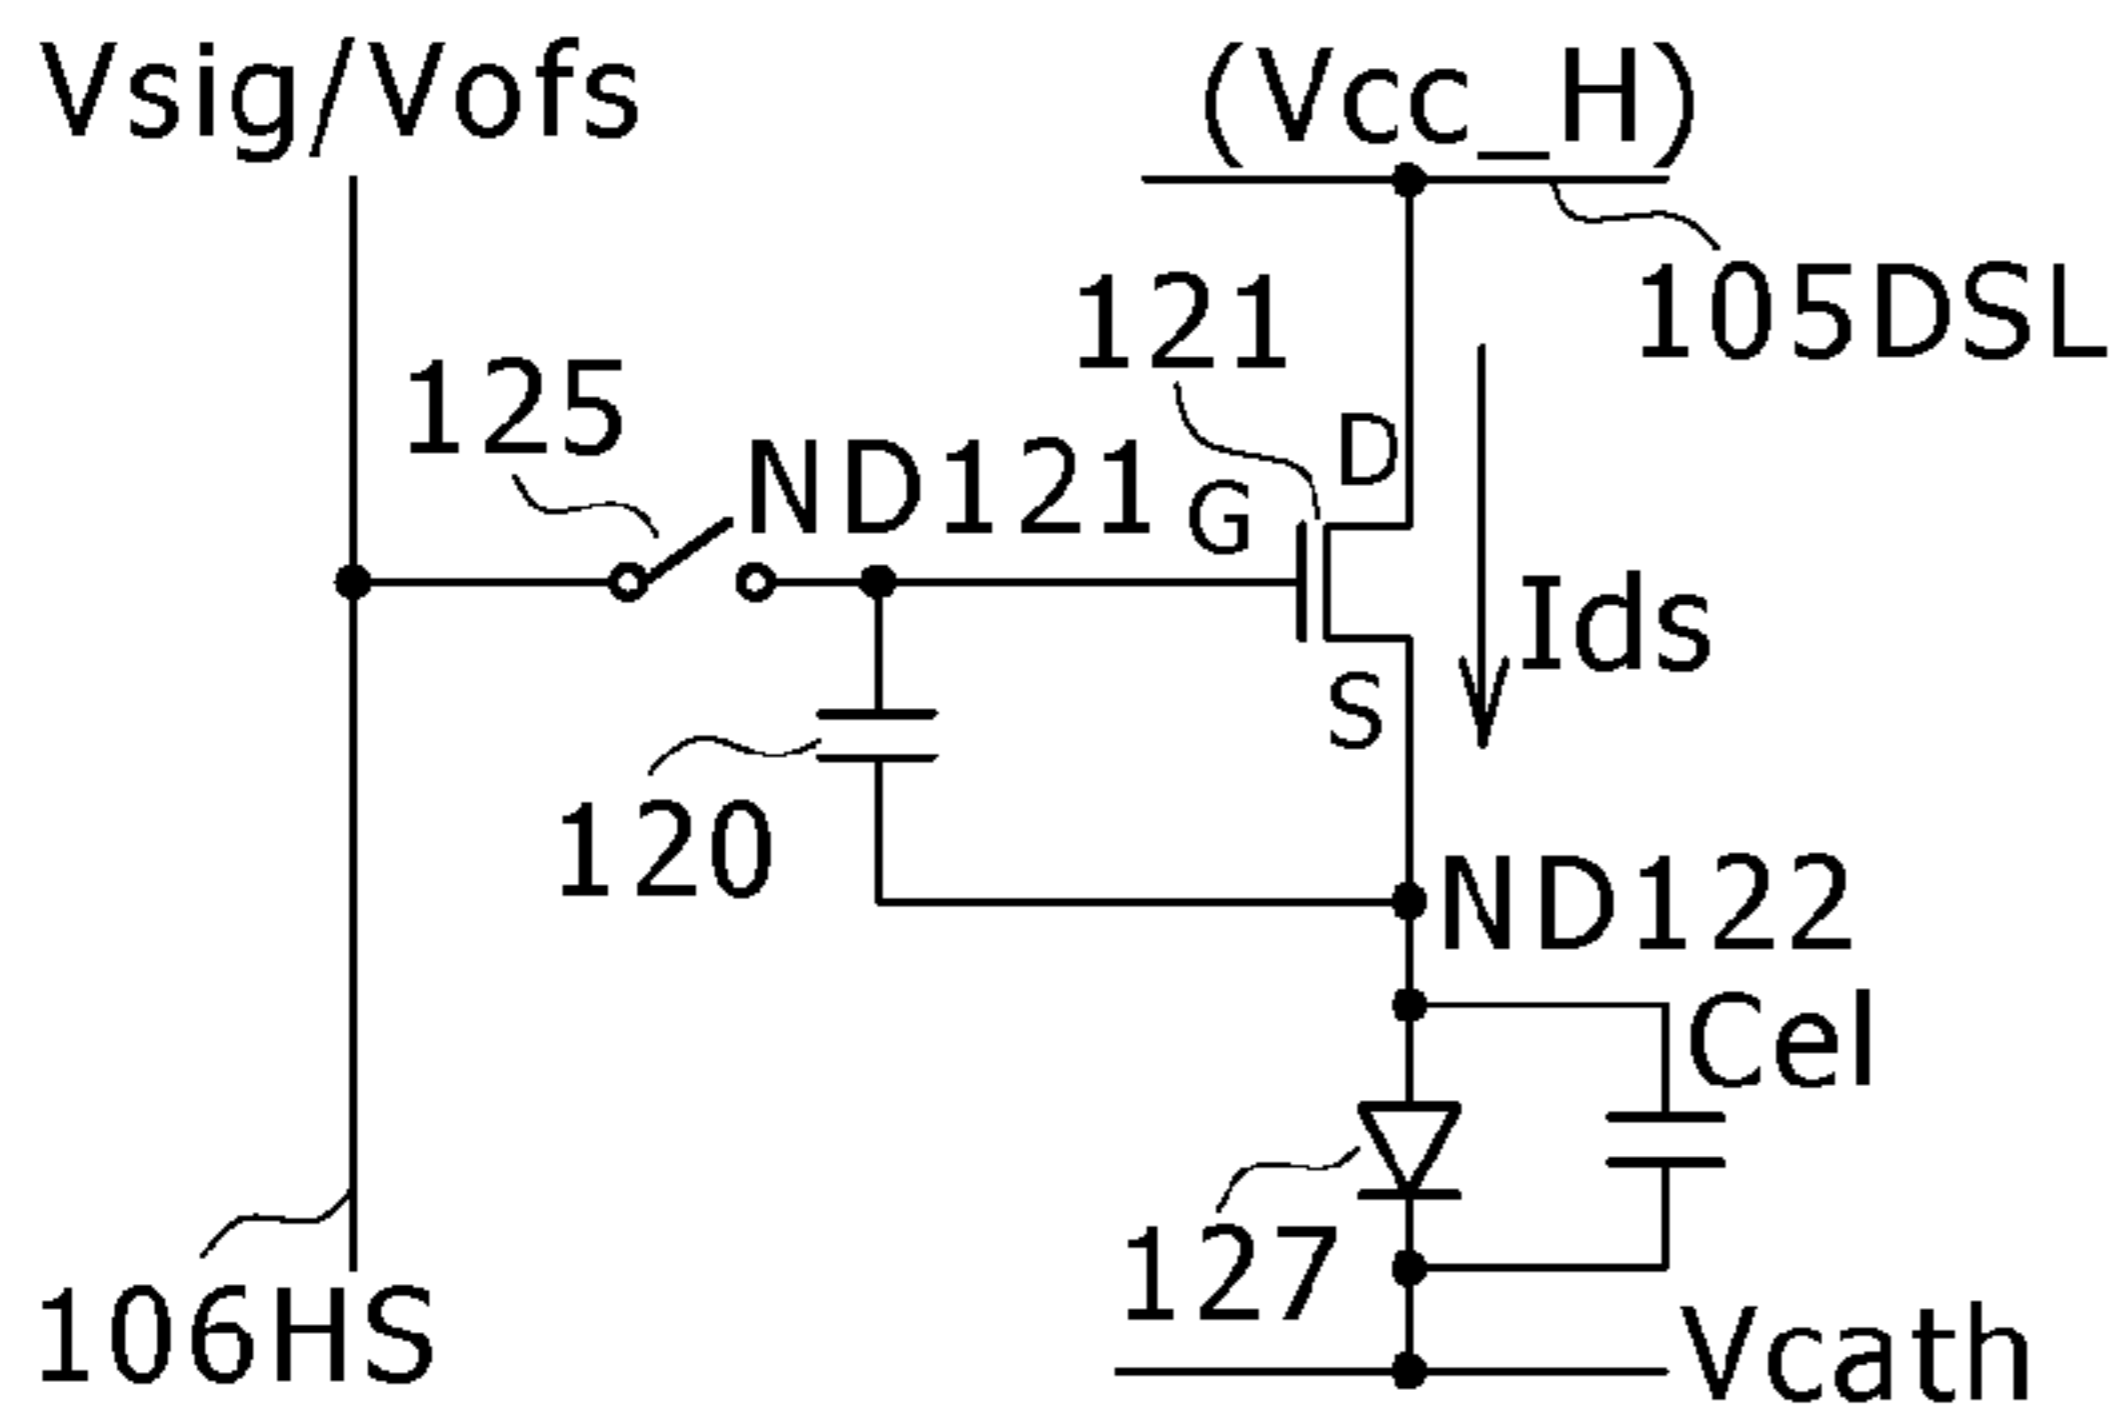 Vsig/Vofs
(Vcc_H)
105DSL
121
125
D
ND121
G
Ids
S
120
ND122
Cel
127
106HS
Vcath